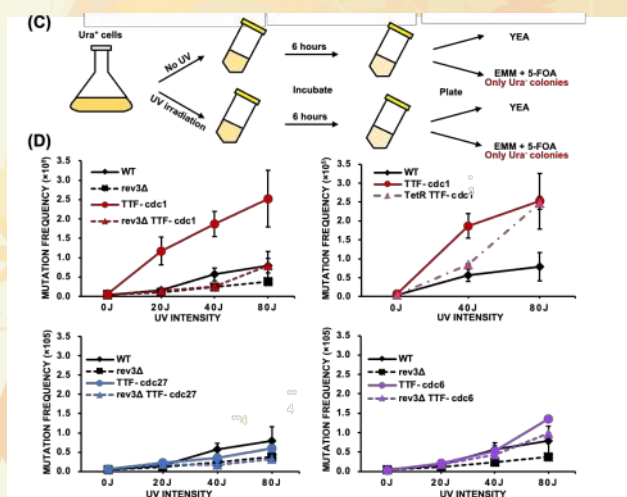 (C)
Ura⁺ cells
No UV
UV irradiation
6 hours
6 hours
Incubate
Plate
YEA
EMM + 5-FOA
Only Ura⁻ colonies
YEA
EMM + 5-FOA
Only Ura⁻ colonies
(D)
MUTATION FREQUENCY (×10⁵)
3.5
3.0
2.5
2.0
1.5
1.0
0.5
0.0
WT
rev3Δ
TTF- cdc1
rev3Δ TTF- cdc1
0J
20J
40J
80J
UV INTENSITY
MUTATION FREQUENCY (×10⁵)
3.5
3.0
2.5
2.0
1.5
1.0
0.5
0.0
WT
TTF- cdc1
TetR TTF- cdc1
0J
40J
80J
UV INTENSITY
MUTATION FREQUENCY (×105)
3.5
3.0
2.5
2.0
1.5
1.0
0.5
0.0
WT
rev3Δ
TTF- cdc27
rev3Δ TTF- cdc27
4
4
0J
20J
40J
80J
UV INTENSITY
MUTATION FREQUENCY (×105)
3.5
3.0
2.5
2.0
1.5
1.0
0.5
0.0
WT
rev3Δ
TTF- cdc6
rev3Δ TTF- cdc6
0J
20J
40J
80J
UV INTENSITY